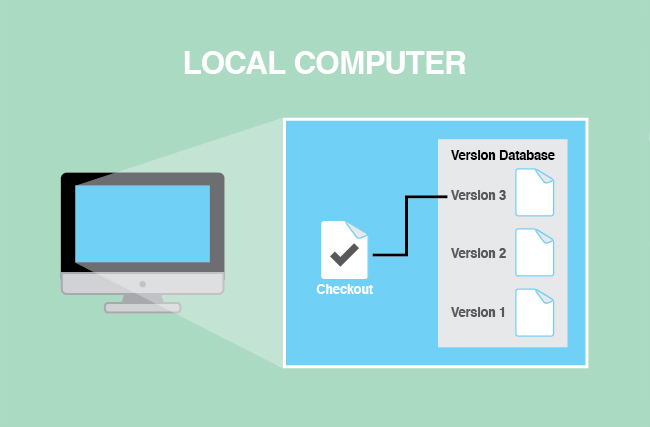 LOCAL COMPUTER
Version Database
Version 3
Version 2
Checkout
Version 1